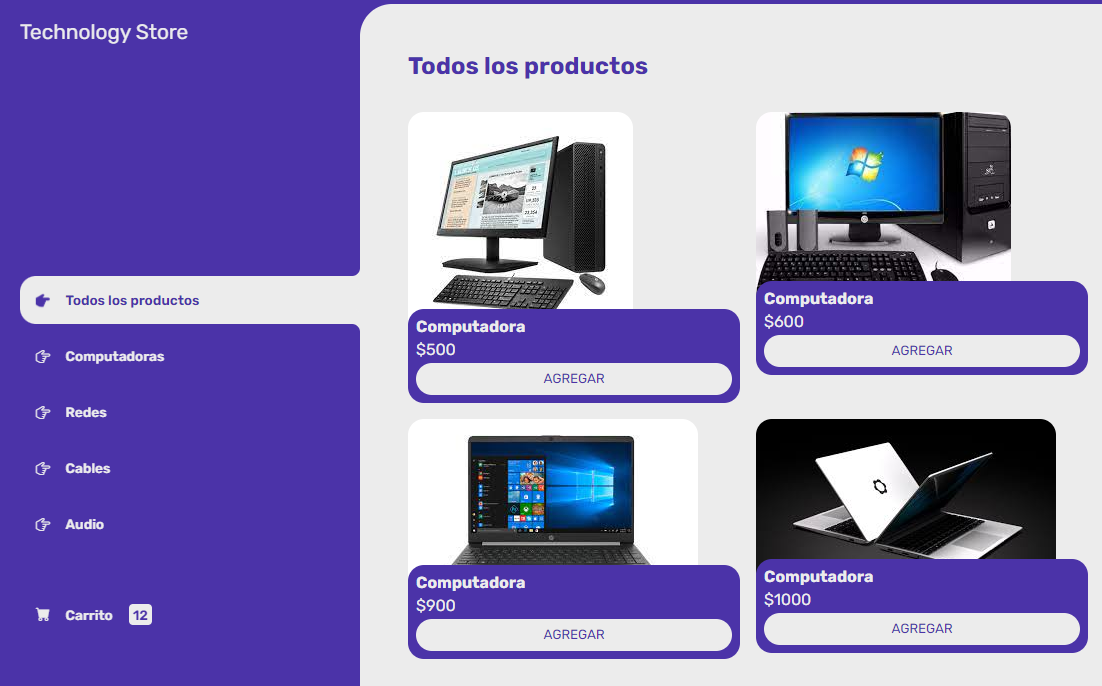 Technology Store
Todos los productos
Computadoras
Redes
Cables
Audio
Carrito 12
Todos los productos
Computadora
$500
AGREGAR
Computadora
$600
AGREGAR
Computadora
$900
AGREGAR
Computadora
$1000
AGREGAR